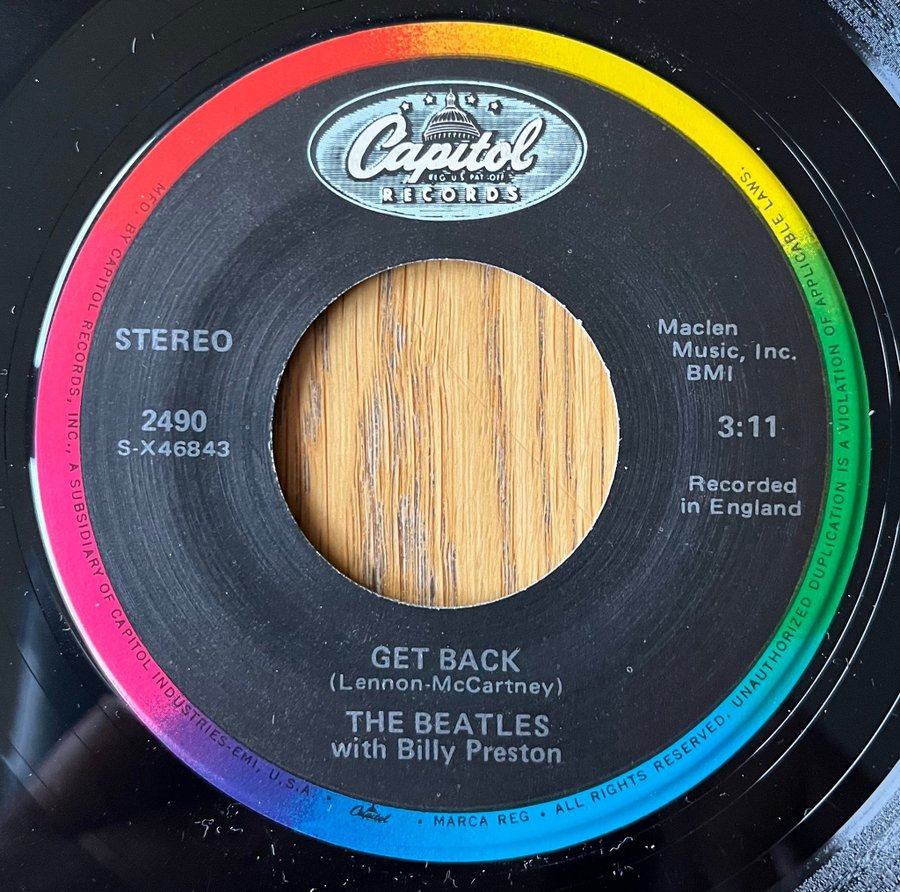 Capitol
REG. U.S. PAT. OFF.
RECORDS
STEREO
2490
S-X46843
Maclen
Music, Inc.
BMI
3:11
Recorded
in England
GET BACK
(Lennon-McCartney)
THE BEATLES
with Billy Preston
MFD. BY CAPITOL RECORDS, INC., A SUBSIDIARY OF CAPITOL INDUSTRIES-EMI, U.S.A. • Capitol • MARCA REG • ALL RIGHTS RESERVED. UNAUTHORIZED DUPLICATION IS A VIOLATION OF APPLICABLE LAWS.